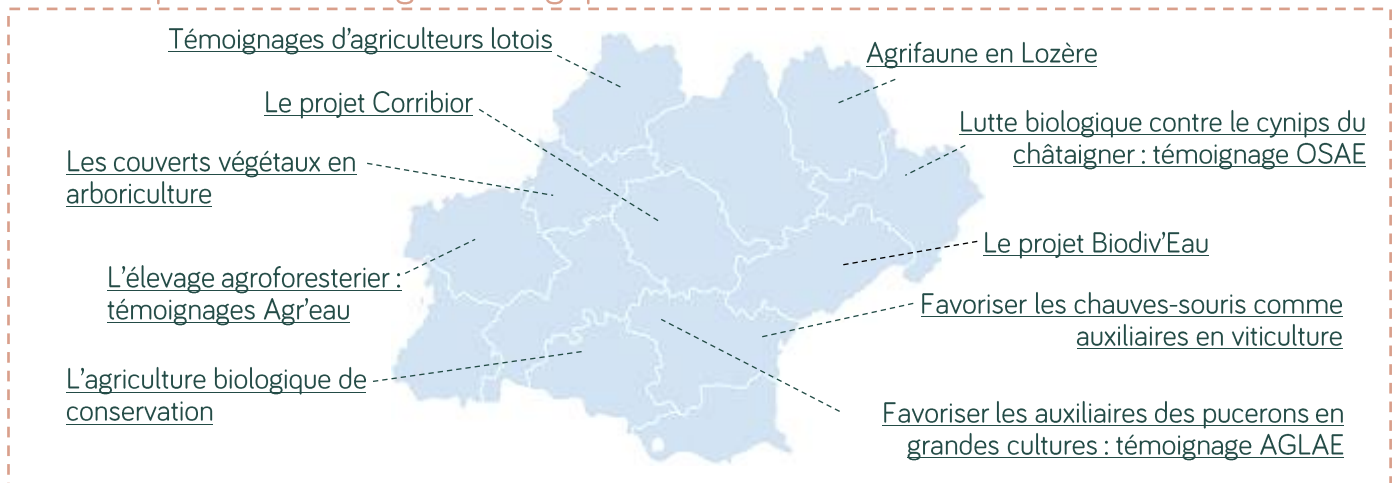 Témoignages d’agriculteurs lotois
Agrifaune en Lozère
Le projet Corribior
Lutte biologique contre le cynips du
châtaigner : témoignage OSAE
Les couverts végétaux en
arboriculture
Le projet Biodiv’Eau
L’élevage agroforesterier :
témoignages Agr’eau
Favoriser les chauves-souris comme
auxiliaires en viticulture
L’agriculture biologique de
conservation
Favoriser les auxiliaires des pucerons en
grandes cultures : témoignage AGLAE